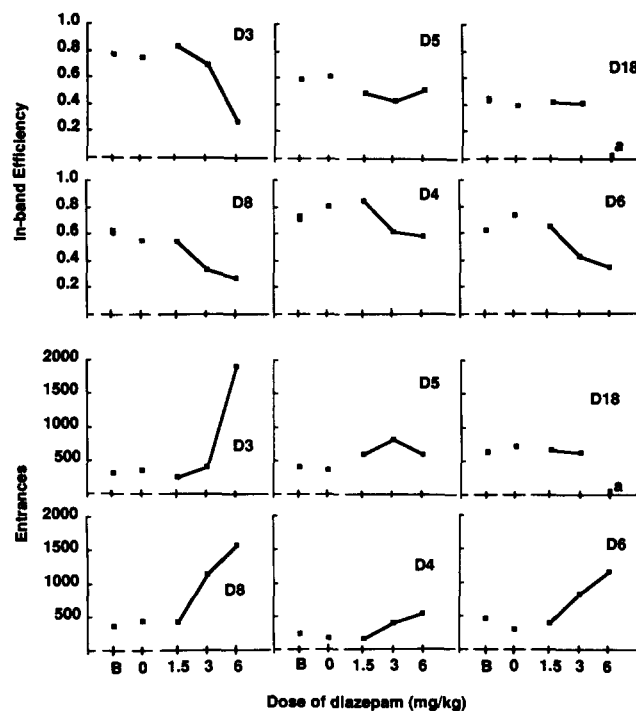 In-band Efficiency
1.0
0.8
0.6
0.4
0.2
D3
D5
D18
a
1.0
0.8
0.6
0.4
0.2
D8
D4
D6
Entrances
2000
1500
1000
500
D3
D5
D18
a
2000
1500
1000
500
D8
D4
D6
B 0 1.5 3 6
B 0 1.5 3 6
B 0 1.5 3 6
Dose of diazepam (mg/kg)